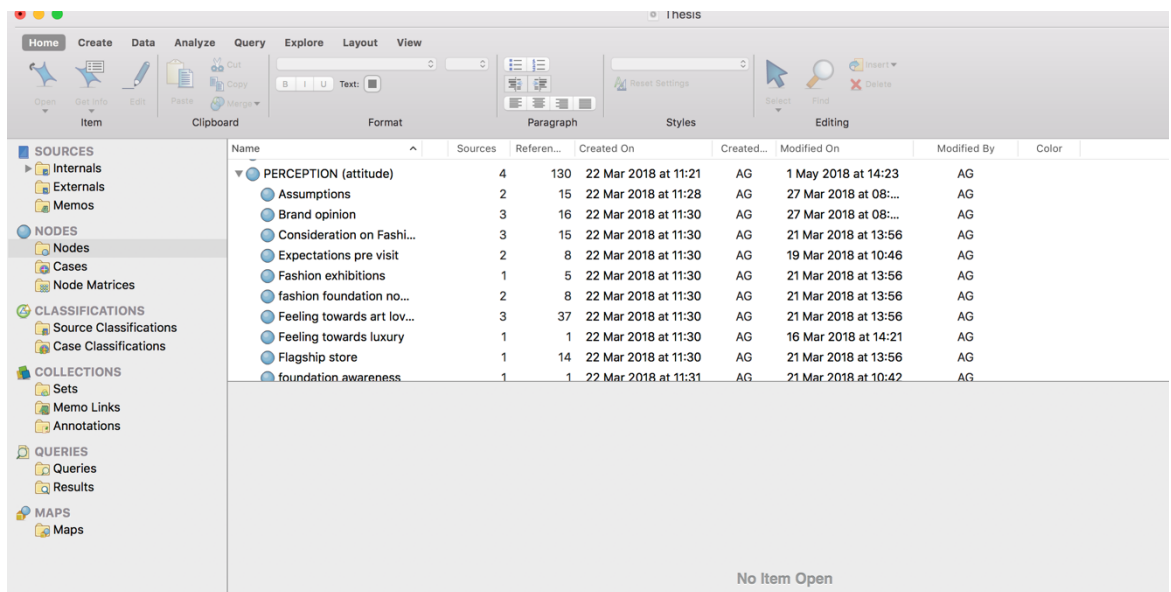 Thesis
Home Create Data Analyze Query Explore Layout View
Cut
Copy
Merge
Open Get Info Edit Paste
B I U Text:
Reset Settings
Select Find
Insert
Delete
Item Clipboard Format Paragraph Styles Editing
SOURCES
Internals
Externals
Memos
NODES
Nodes
Cases
Node Matrices
CLASSIFICATIONS
Source Classifications
Case Classifications
COLLECTIONS
Sets
Memo Links
Annotations
QUERIES
Queries
Results
MAPS
Maps
Name Sources Referen... Created On Created... Modified On Modified By Color
PERCEPTION (attitude) 4 130 22 Mar 2018 at 11:21 AG 1 May 2018 at 14:23 AG
Assumptions 2 15 22 Mar 2018 at 11:28 AG 27 Mar 2018 at 08:... AG
Brand opinion 3 16 22 Mar 2018 at 11:30 AG 27 Mar 2018 at 08:... AG
Consideration on Fashi... 3 15 22 Mar 2018 at 11:30 AG 21 Mar 2018 at 13:56 AG
Expectations pre visit 2 8 22 Mar 2018 at 11:30 AG 19 Mar 2018 at 10:46 AG
Fashion exhibitions 1 5 22 Mar 2018 at 11:30 AG 21 Mar 2018 at 13:56 AG
fashion foundation no... 2 8 22 Mar 2018 at 11:30 AG 21 Mar 2018 at 13:56 AG
Feeling towards art lov... 3 37 22 Mar 2018 at 11:30 AG 21 Mar 2018 at 13:56 AG
Feeling towards luxury 1 1 22 Mar 2018 at 11:30 AG 16 Mar 2018 at 14:21 AG
Flagship store 1 14 22 Mar 2018 at 11:30 AG 21 Mar 2018 at 13:56 AG
foundation awareness 1 1 22 Mar 2018 at 11:31 AG 21 Mar 2018 at 10:42 AG
No Item Open